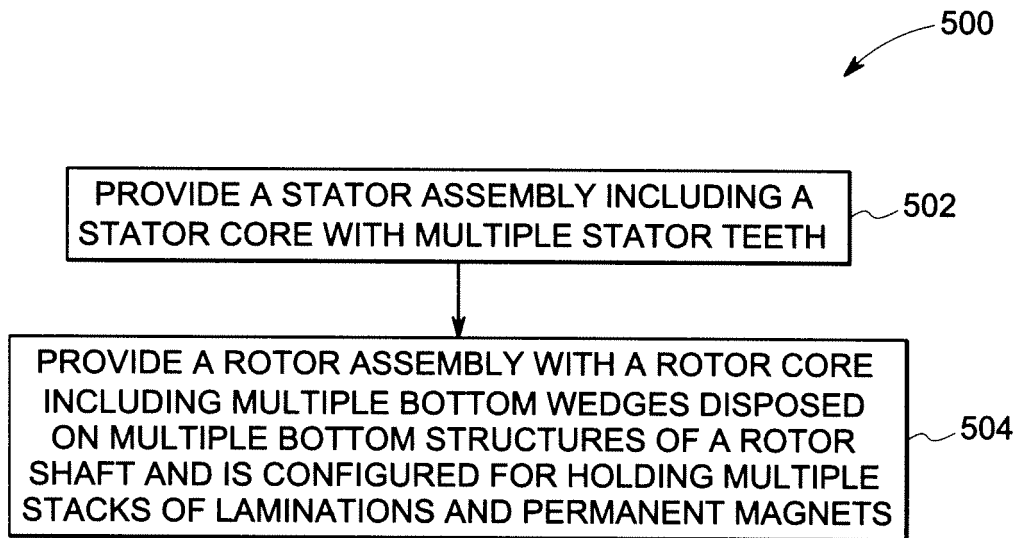 500
PROVIDE A STATOR ASSEMBLY INCLUDING A
STATOR CORE WITH MULTIPLE STATOR TEETH
502
PROVIDE A ROTOR ASSEMBLY WITH A ROTOR CORE
INCLUDING MULTIPLE BOTTOM WEDGES DISPOSED
ON MULTIPLE BOTTOM STRUCTURES OF A ROTOR
SHAFT AND IS CONFIGURED FOR HOLDING MULTIPLE
STACKS OF LAMINATIONS AND PERMANENT MAGNETS
504